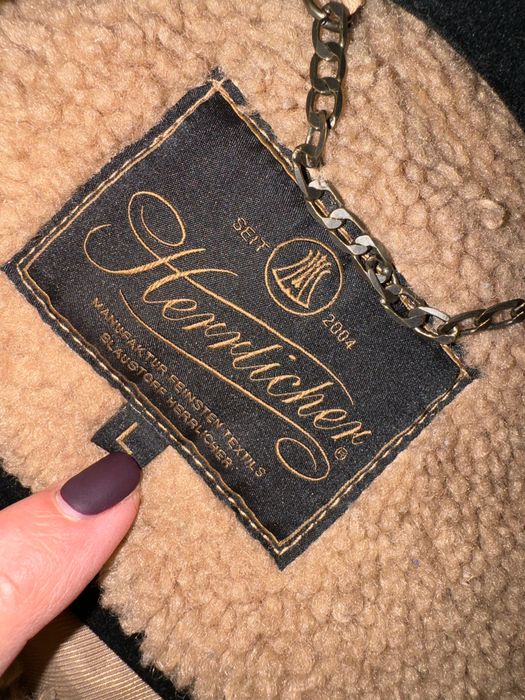 SEIT 2004
Herrlicher®
MANUFAKTUR FEINSTEN TEXTILS
BLAUSTOFF HERRLICHER
L